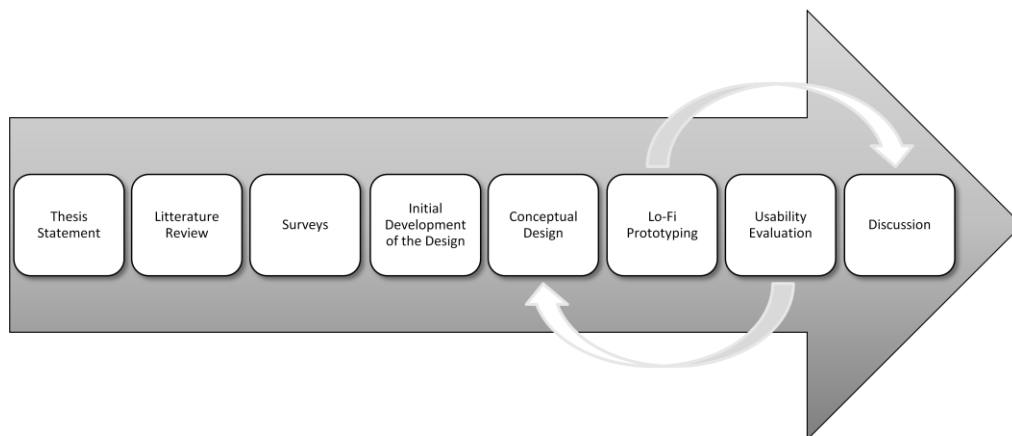 Thesis
Statement
Litterature
Review
Surveys
Initial
Development
of the Design
Conceptual
Design
Lo-Fi
Prototyping
Usability
Evaluation
Discussion